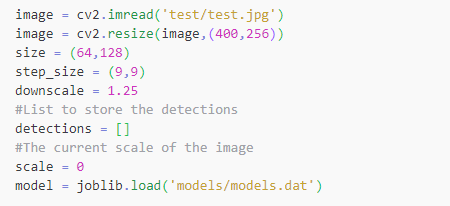 image = cv2.imread('test/test.jpg')
image = cv2.resize(image,(400,256))
size = (64,128)
step_size = (9,9)
downscale = 1.25
#List to store the detections
detections = []
#The current scale of the image
scale = 0
model = joblib.load('models/models.dat')